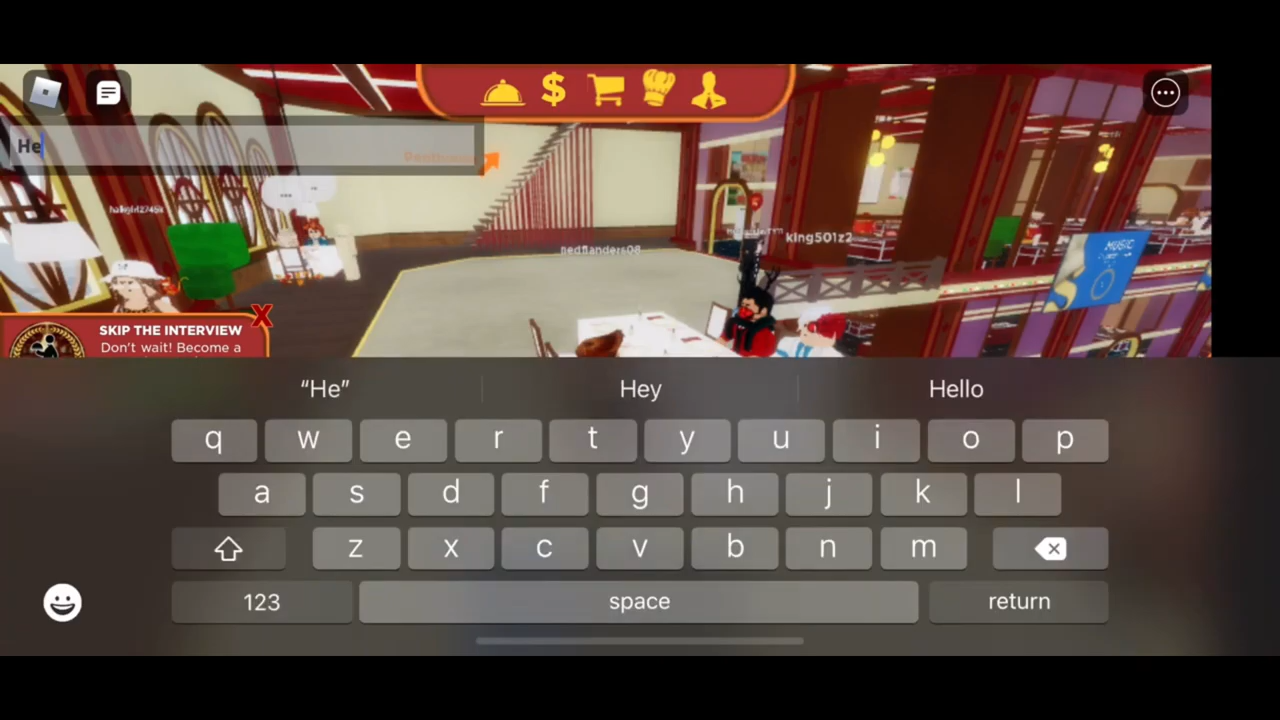 He
nedflanders08
king501z2
MUSIC
SKIP THE INTERVIEW
Don't wait! Become a
“He” Hey Hello
q w e r t y u i o p
a s d f g h j k l
z x c v b n m
123 space return